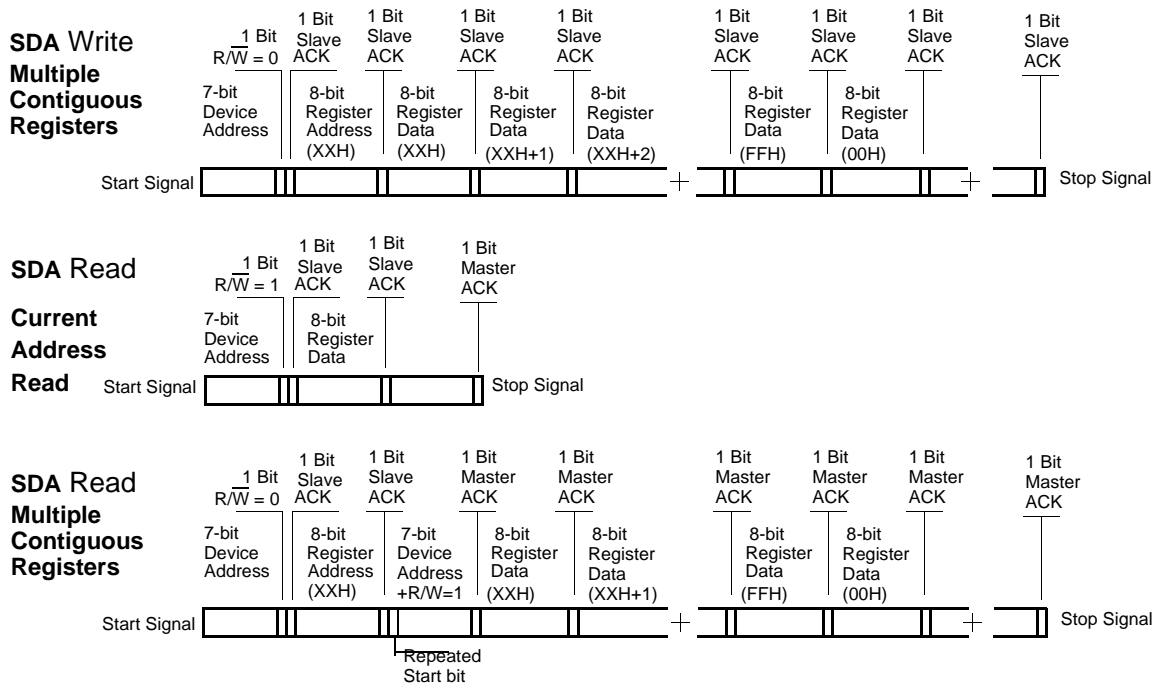 SDA Write
Multiple
Contiguous
Registers
1 Bit
R/W = 0
1 Bit
Slave
ACK
1 Bit
Slave
ACK
1 Bit
Slave
ACK
1 Bit
Slave
ACK
1 Bit
Slave
ACK
1 Bit
Slave
ACK
1 Bit
Slave
ACK
1 Bit
Slave
ACK
7-bit
Device
Address
8-bit
Register
Address
(XXH)
8-bit
Register
Data
(XXH)
8-bit
Register
Data
(XXH+1)
8-bit
Register
Data
(XXH+2)
8-bit
Register
Data
(FFH)
8-bit
Register
Data
(00H)
Start Signal
Stop Signal
SDA Read
Current
Address
Read
1 Bit
R/W = 1
1 Bit
Slave
ACK
1 Bit
Slave
ACK
1 Bit
Master
ACK
7-bit
Device
Address
8-bit
Register
Data
Start Signal
Stop Signal
SDA Read
Multiple
Contiguous
Registers
1 Bit
R/W = 0
1 Bit
Slave
ACK
1 Bit
Slave
ACK
1 Bit
Master
ACK
1 Bit
Master
ACK
1 Bit
Master
ACK
1 Bit
Master
ACK
1 Bit
Master
ACK
1 Bit
Master
ACK
7-bit
Device
Address
8-bit
Register
Address
(XXH)
7-bit
Device
Address
+R/W=1
8-bit
Register
Data
(XXH)
8-bit
Register
Data
(XXH+1)
8-bit
Register
Data
(FFH)
8-bit
Register
Data
(00H)
Start Signal
Stop Signal
Repeated
Start bit